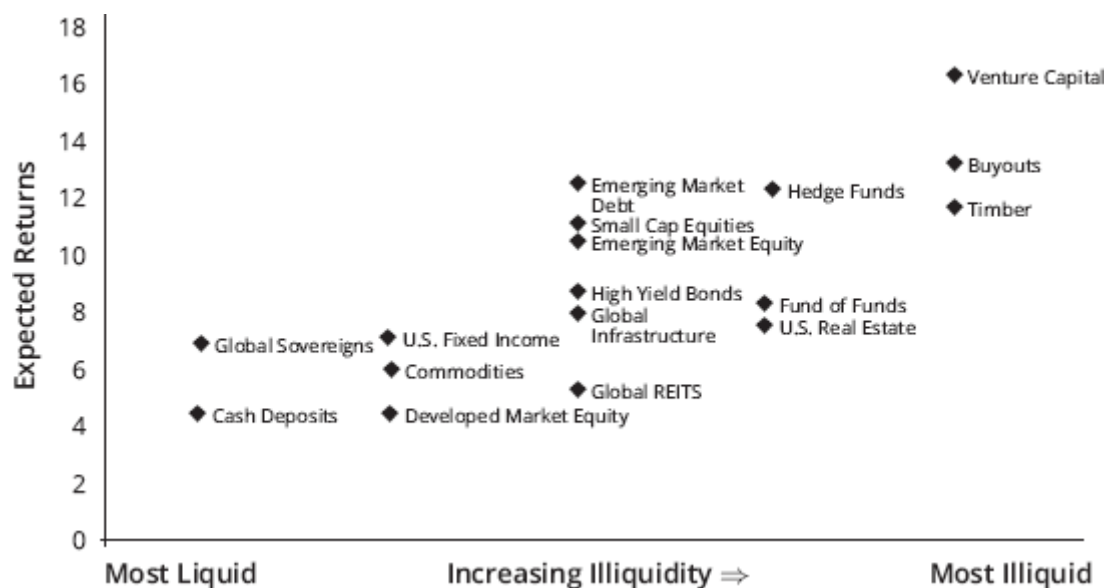 18
16
14
12
10
8
6
4
2
0
Expected Returns
Venture Capital
Buyouts
Emerging Market
Debt
Hedge Funds
Timber
Small Cap Equities
Emerging Market Equity
High Yield Bonds
Fund of Funds
Global
Infrastructure
U.S. Real Estate
Global Sovereigns
U.S. Fixed Income
Commodities
Global REITS
Cash Deposits
Developed Market Equity
Most Liquid
Increasing Illiquidity ⇒
Most Illiquid